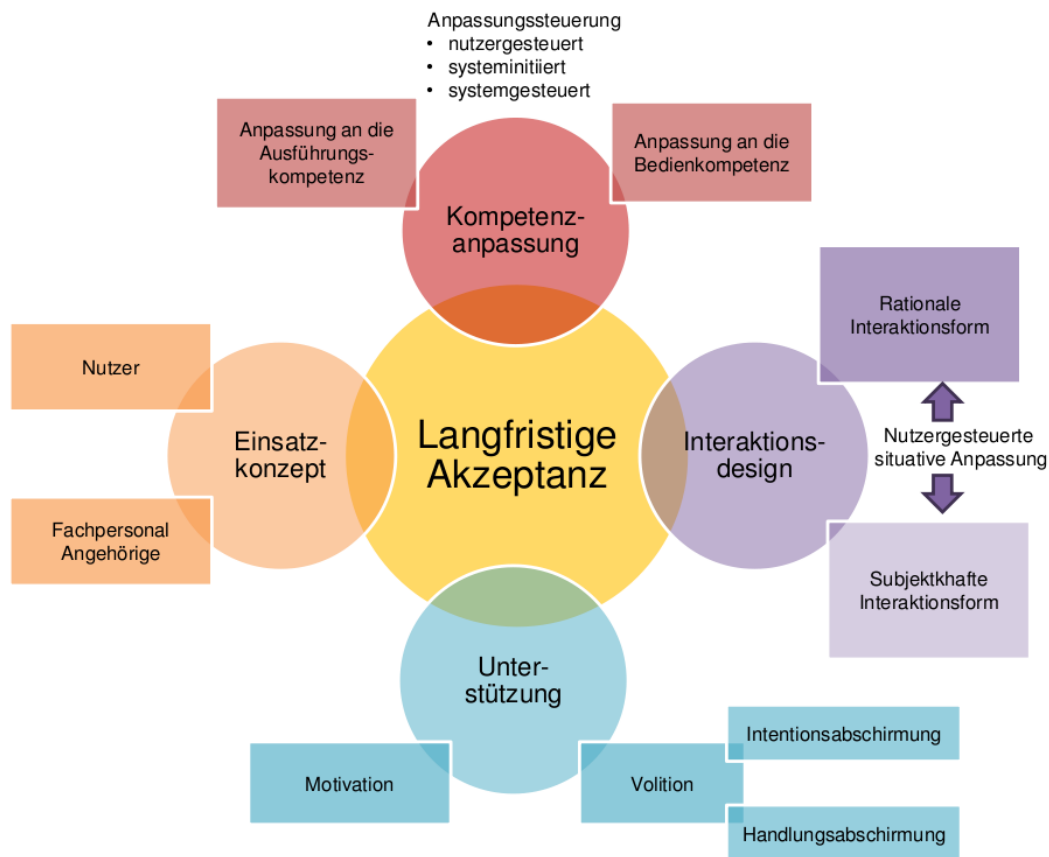 Anpassungssteuerung
• nutzergesteuert
• systeminitiiert
• systemgesteuert
Anpassung an die
Ausführungs-
kompetenz
Anpassung an die
Bedienkompetenz
Kompetenz-
anpassung
Rationale
Interaktionsform
Nutzer
Einsatz-
konzept
Langfristige
Akzeptanz
Interaktions-
design
Nutzergesteuerte
situative Anpassung
Fachpersonal
Angehörige
Subjektkhafte
Interaktionsform
Unter-
stützung
Motivation
Volition
Intentionsabschirmung
Handlungsabschirmung